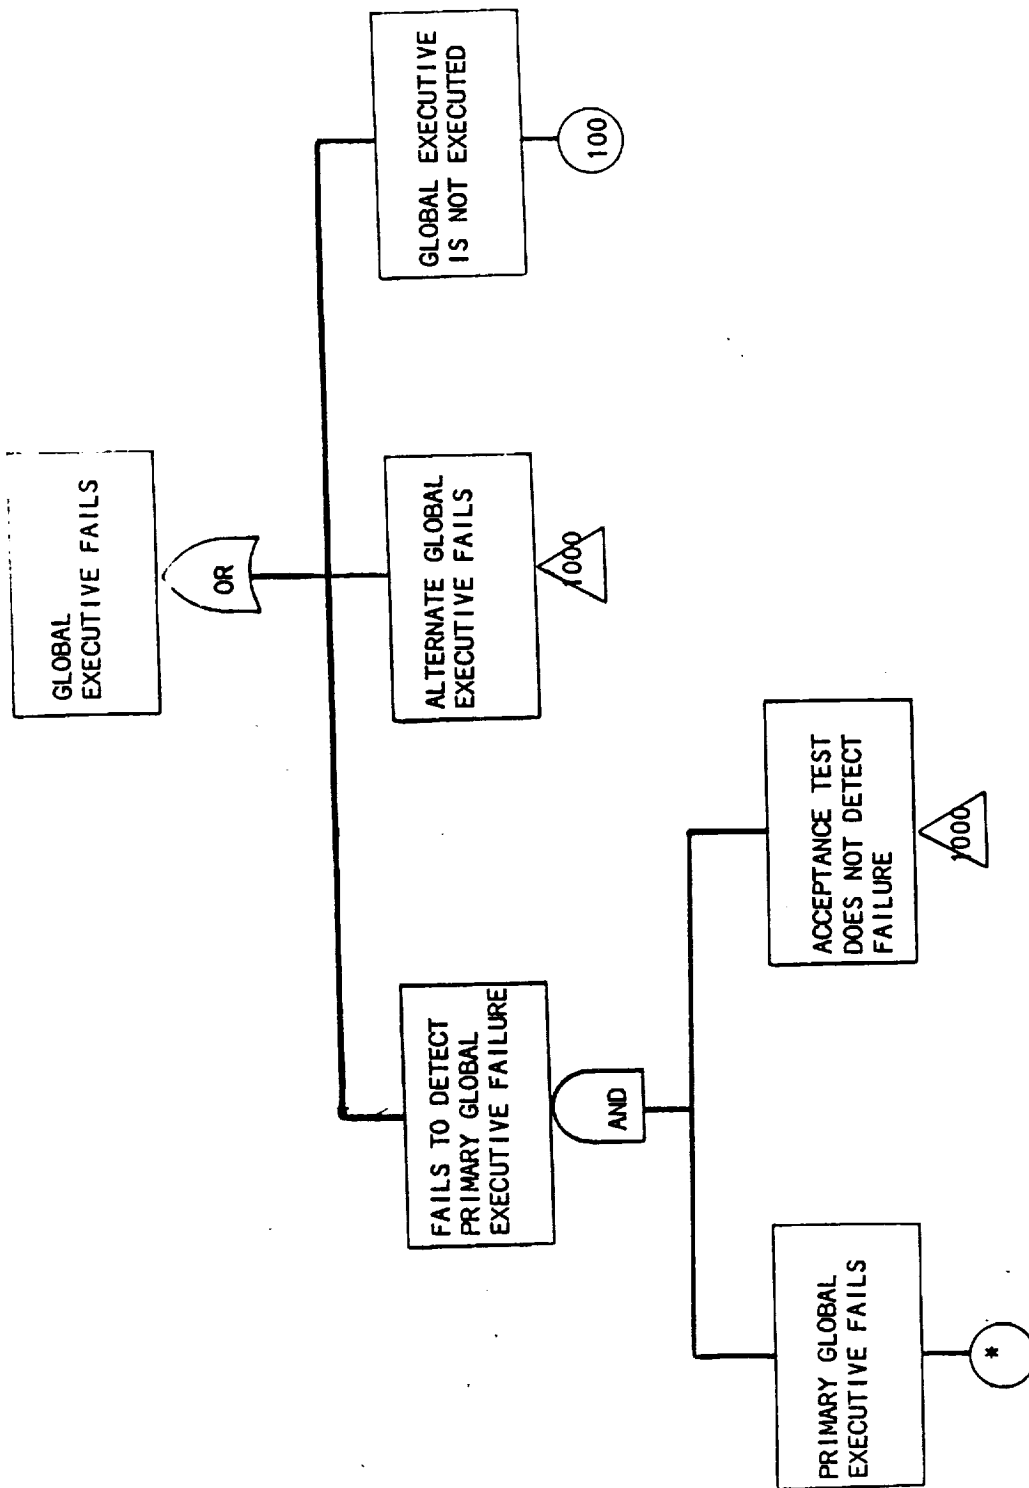 GLOBAL
EXECUTIVE FAILS
OR
FAILS TO DETECT
PRIMARY GLOBAL
EXECUTIVE FAILURE
ALTERNATE GLOBAL
EXECUTIVE FAILS
1000
GLOBAL EXECUTIVE
IS NOT EXECUTED
100
AND
PRIMARY GLOBAL
EXECUTIVE FAILS
*
ACCEPTANCE TEST
DOES NOT DETECT
FAILURE
1000